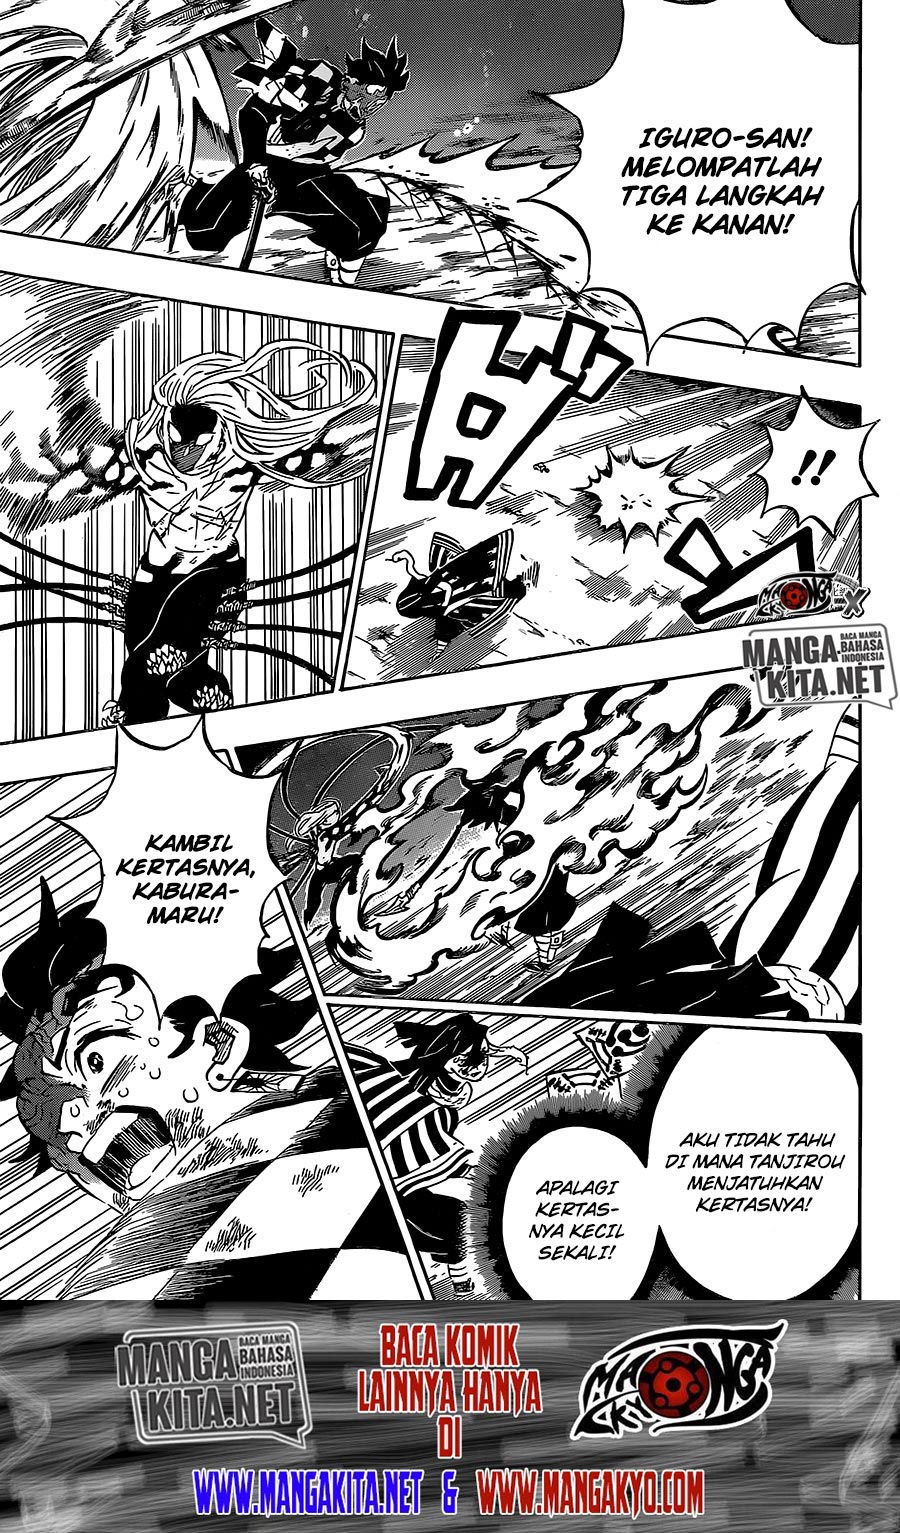 IGURO-SAN!
MELOMPATLAH
TIGA LANGKAH
KE KANAN!
!!
MANGA
KITA.NET
BACA MANGA
BAHASA
INDONESIA
KAMBIL
KERTASNYA,
KABURA-
MARU!
AKU TIDAK TAHU
DI MANA TANJIROU
MENJATUHKAN
KERTASNYA!
APALAGI
KERTAS-
NYA KECIL
SEKALI!
MANGA
KITA.NET
BACA MANGA
BAHASA
INDONESIA
BACA KOMIK
LAINNYA HANYA
DI
MANGA
KYO
WWW.MANGAKITA.NET & WWW.MANGAKYO.COM